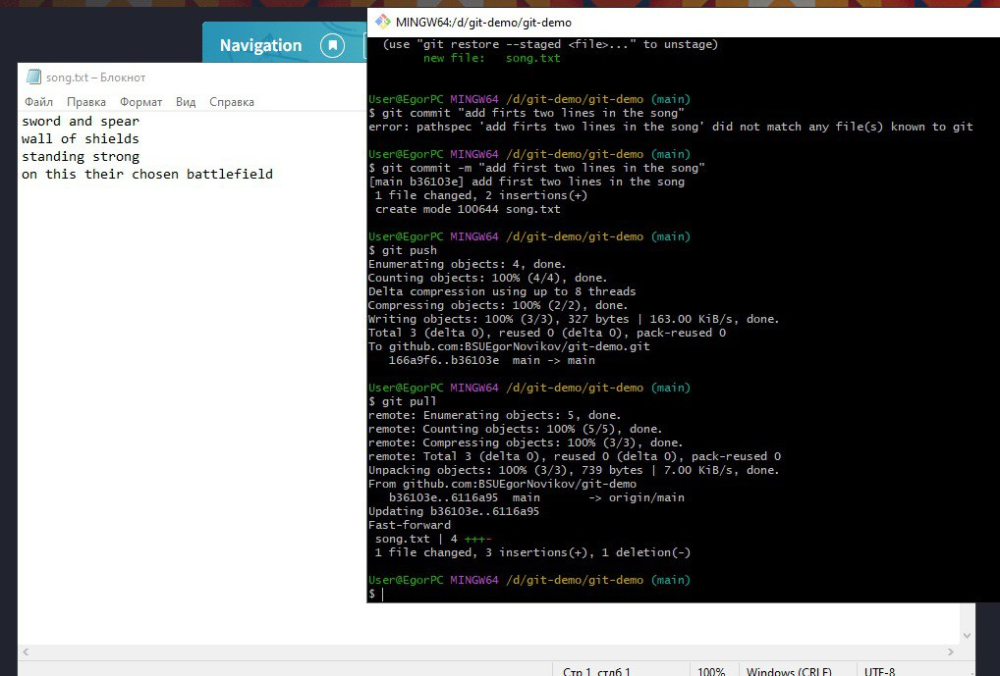 Navigation
song.txt – Блокнот
Файл Правка Формат Вид Справка
sword and spear
wall of shields
standing strong
on this their chosen battlefield
Стр 1, стлб 1 100% Windows (CRLF) UTF-8
MINGW64:/d/git-demo/git-demo
(use "git restore --staged <file>..." to unstage)
new file: song.txt
User@EgorPC MINGW64 /d/git-demo/git-demo (main)
$ git commit "add firts two lines in the song"
error: pathspec 'add firts two lines in the song' did not match any file(s) known to git
User@EgorPC MINGW64 /d/git-demo/git-demo (main)
$ git commit -m "add first two lines in the song"
[main b36103e] add first two lines in the song
1 file changed, 2 insertions(+)
create mode 100644 song.txt
User@EgorPC MINGW64 /d/git-demo/git-demo (main)
$ git push
Enumerating objects: 4, done.
Counting objects: 100% (4/4), done.
Delta compression using up to 8 threads
Compressing objects: 100% (2/2), done.
Writing objects: 100% (3/3), 327 bytes | 163.00 KiB/s, done.
Total 3 (delta 0), reused 0 (delta 0), pack-reused 0
To github.com:BSUEgorNovikov/git-demo.git
166a9f6..b36103e main -> main
User@EgorPC MINGW64 /d/git-demo/git-demo (main)
$ git pull
remote: Enumerating objects: 5, done.
remote: Counting objects: 100% (5/5), done.
remote: Compressing objects: 100% (3/3), done.
remote: Total 3 (delta 0), reused 0 (delta 0), pack-reused 0
Unpacking objects: 100% (3/3), 739 bytes | 7.00 KiB/s, done.
From github.com:BSUEgorNovikov/git-demo
b36103e..6116a95 main -> origin/main
Updating b36103e..6116a95
Fast-forward
song.txt | 4 +++-
1 file changed, 3 insertions(+), 1 deletion(-)
User@EgorPC MINGW64 /d/git-demo/git-demo (main)
$